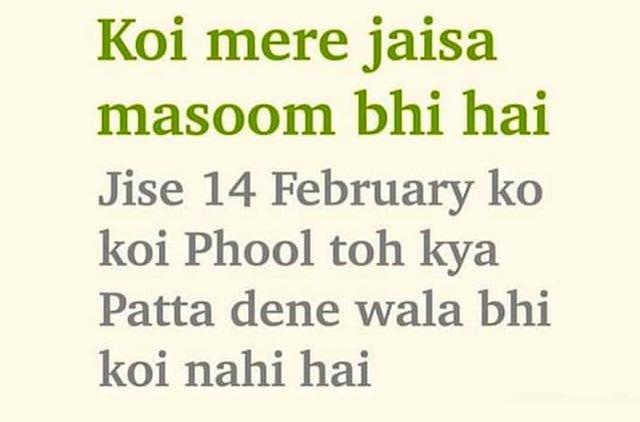 Koi mere jaisa
masoom bhi hai
Jise 14 February ko
koi Phool toh kya
Patta dene wala bhi
koi nahi hai